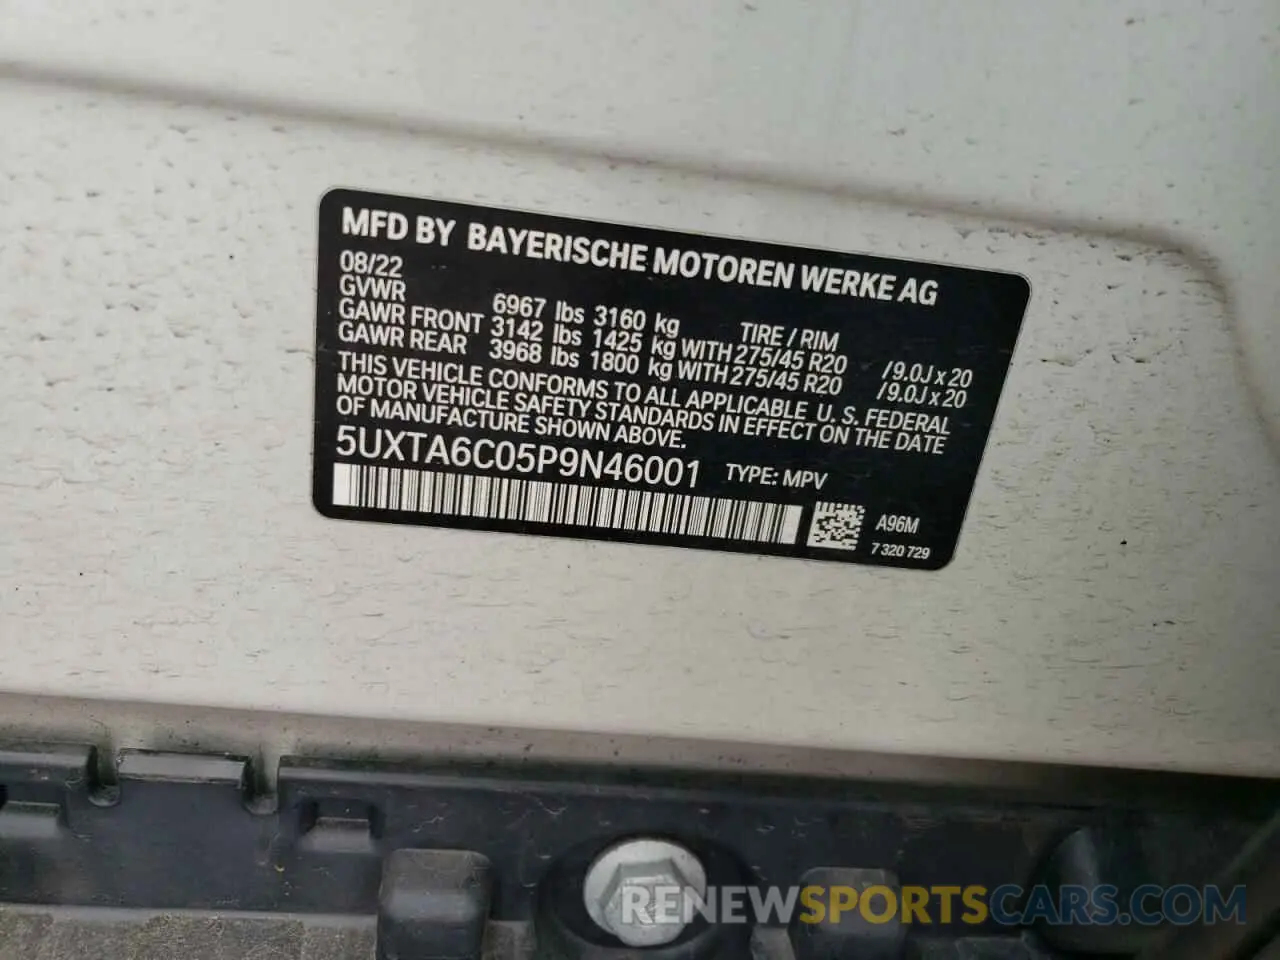 MFD BY BAYERISCHE MOTOREN WERKE AG
08/22
GVWR 6967 lbs 3160 kg TIRE / RIM
GAWR FRONT 3142 lbs 1425 kg WITH 275/45 R20 /9.0J x 20
GAWR REAR 3968 lbs 1800 kg WITH 275/45 R20 /9.0J x 20
THIS VEHICLE CONFORMS TO ALL APPLICABLE U. S. FEDERAL
MOTOR VEHICLE SAFETY STANDARDS IN EFFECT ON THE DATE
OF MANUFACTURE SHOWN ABOVE.
5UXTA6C05P9N46001 TYPE: MPV
A96M
7 320 729
RENEWSPORTSCARS.COM